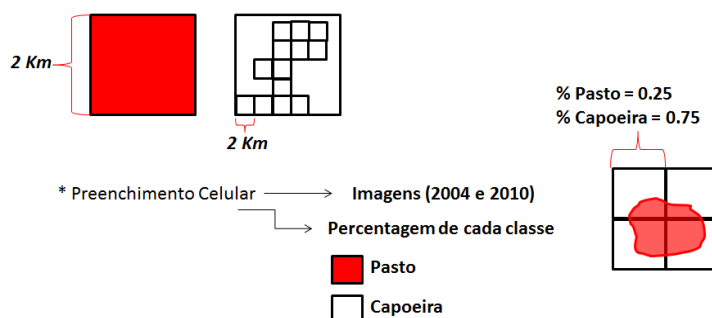 2 Km
2 Km
% Pasto = 0.25
% Capoeira = 0.75
* Preenchimento Celular
Imagens (2004 e 2010)
Percentagem de cada classe
Pasto
Capoeira